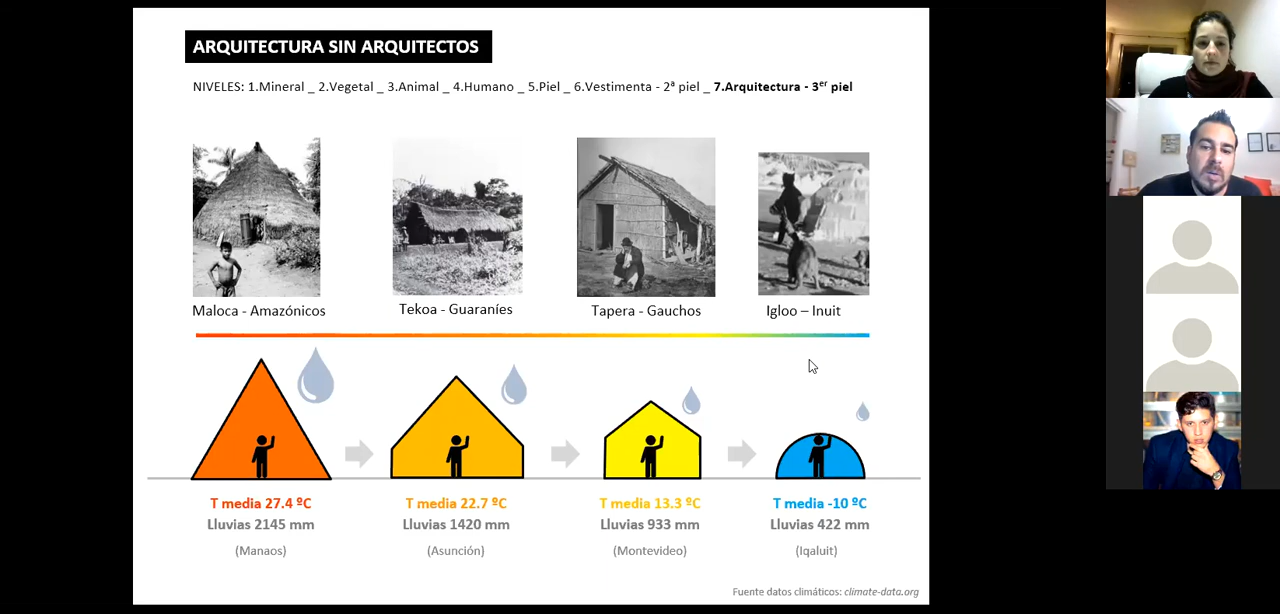 ARQUITECTURA SIN ARQUITECTOS
NIVELES: 1.Mineral _ 2.Vegetal _ 3.Animal _ 4.Humano _ 5.Piel _ 6.Vestimenta - 2ª piel _ 7.Arquitectura - 3er piel
Maloca - Amazónicos
Tekoa - Guaraníes
Tapera - Gauchos
Igloo – Inuit
T media 27.4 ºC
Lluvias 2145 mm
(Manaos)
T media 22.7 ºC
Lluvias 1420 mm
(Asunción)
T media 13.3 ºC
Lluvias 933 mm
(Montevideo)
T media -10 ºC
Lluvias 422 mm
(Iqaluit)
Fuente datos climáticos: climate-data.org